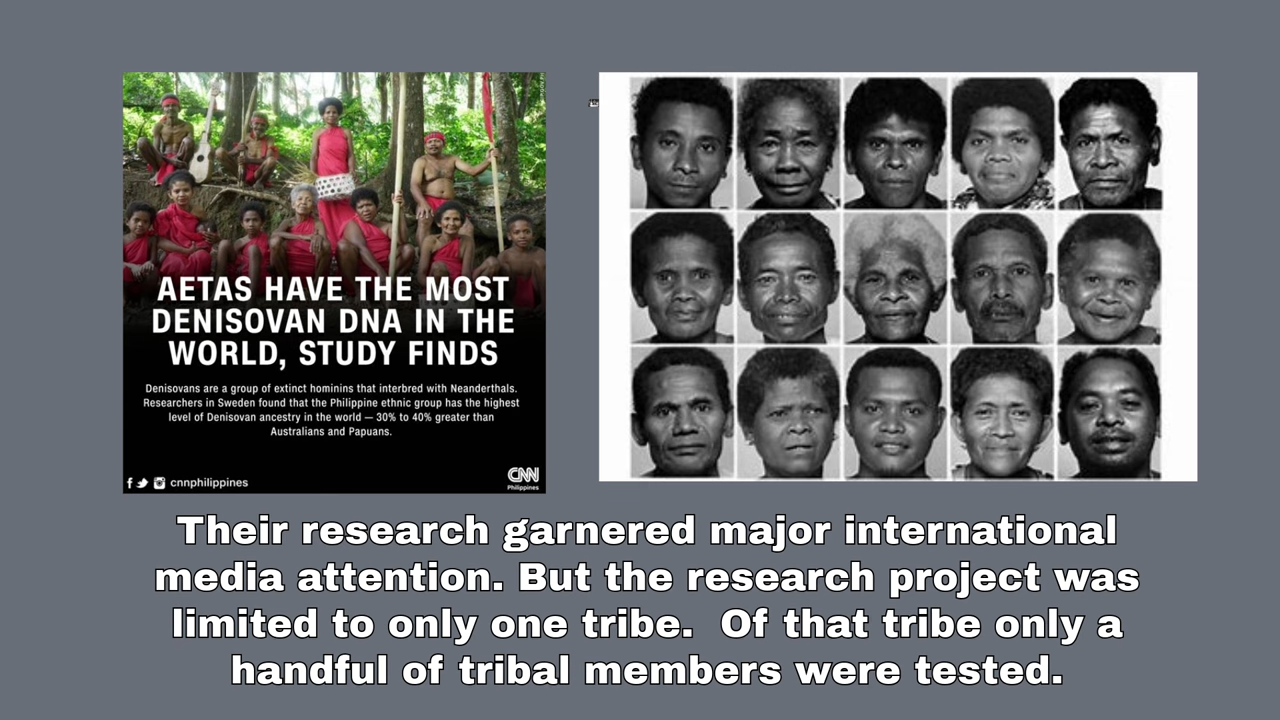 AETAS HAVE THE MOST
DENISOVAN DNA IN THE
WORLD, STUDY FINDS
Denisovans are a group of extinct hominins that interbred with Neanderthals.
Researchers in Sweden found that the Philippine ethnic group has the highest
level of Denisovan ancestry in the world — 30% to 40% greater than
Australians and Papuans.
cnnphilippines
CNN
Philippines
Their research garnered major international
media attention. But the research project was
limited to only one tribe.  Of that tribe only a
handful of tribal members were tested.